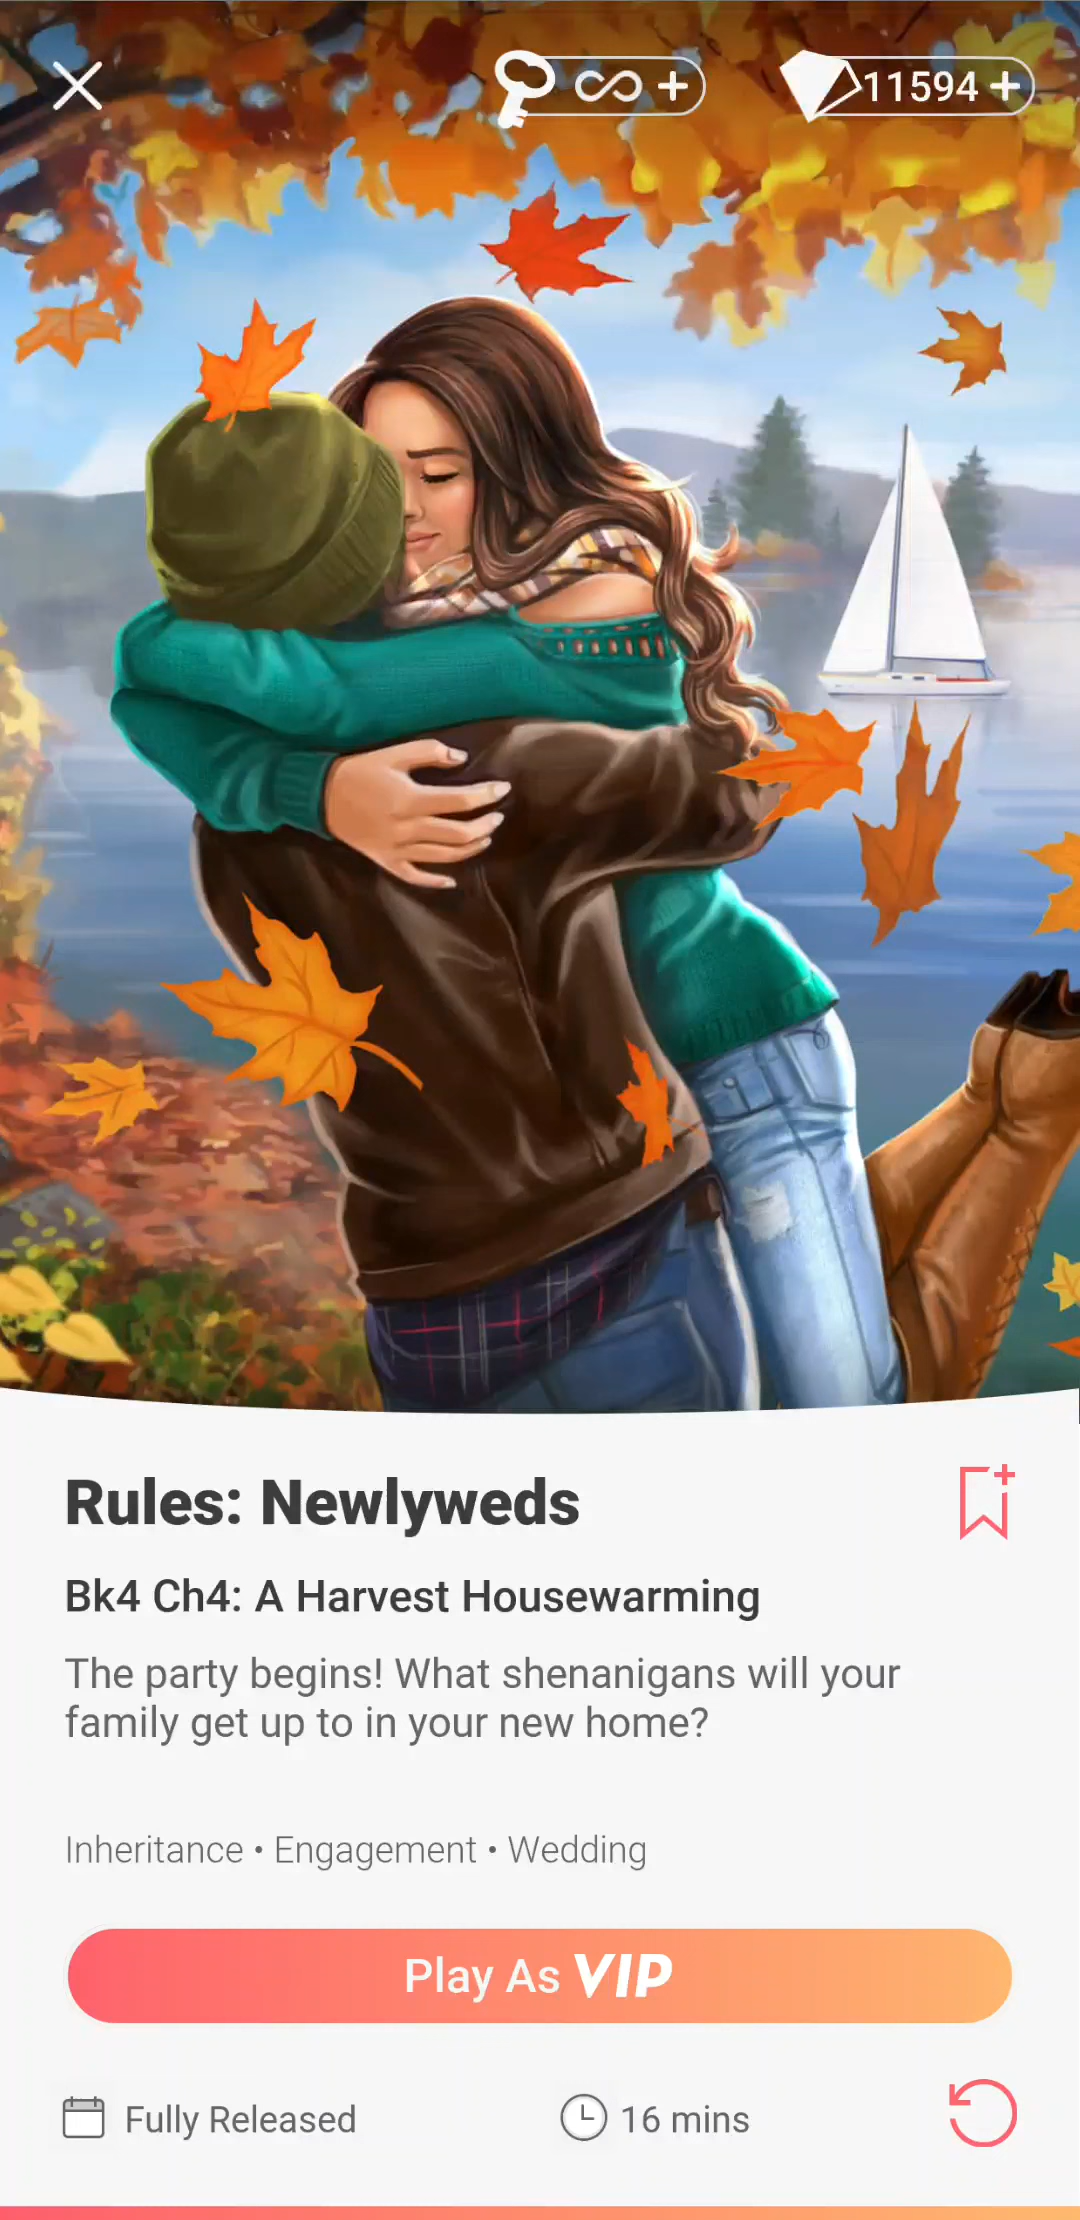 11594
Rules: Newlyweds
Bk4 Ch4: A Harvest Housewarming
The party begins! What shenanigans will your
family get up to in your new home?
Inheritance • Engagement • Wedding
Play As VIP
Fully Released
16 mins